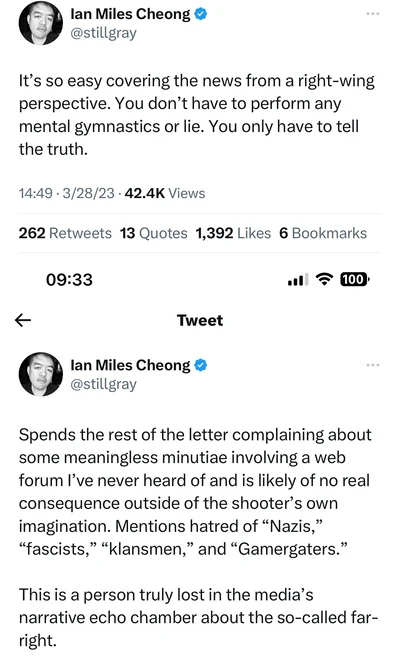 Ian Miles Cheong
@stillgray
It’s so easy covering the news from a right-wing
perspective. You don’t have to perform any
mental gymnastics or lie. You only have to tell
the truth.
14:49 · 3/28/23 · 42.4K Views
262 Retweets 13 Quotes 1,392 Likes 6 Bookmarks
09:33 100
Tweet
Ian Miles Cheong
@stillgray
Spends the rest of the letter complaining about
some meaningless minutiae involving a web
forum I’ve never heard of and is likely of no real
consequence outside of the shooter’s own
imagination. Mentions hatred of “Nazis,”
“fascists,” “klansmen,” and “Gamergaters.”
This is a person truly lost in the media’s
narrative echo chamber about the so-called far-
right.